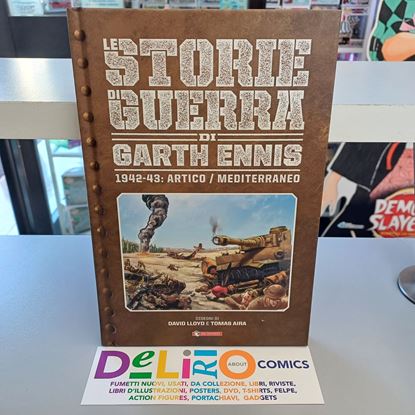 LE
STORIE
DI
GUERRA
DI
GARTH ENNIS
1942-43: ARTICO / MEDITERRANEO
DISEGNI DI
DAVID LLOYD E TOMAS AIRA
DELIRIO ABOUT COMICS
FUMETTI NUOVI, USATI, DA COLLEZIONE, LIBRI, RIVISTE,
LIBRI D'ILLUSTRAZIONI, POSTERS, DVD, T-SHIRTS, FELPE,
ACTION FIGURES, PORTACHIAVI, GADGETS
DEMON
SLAYER